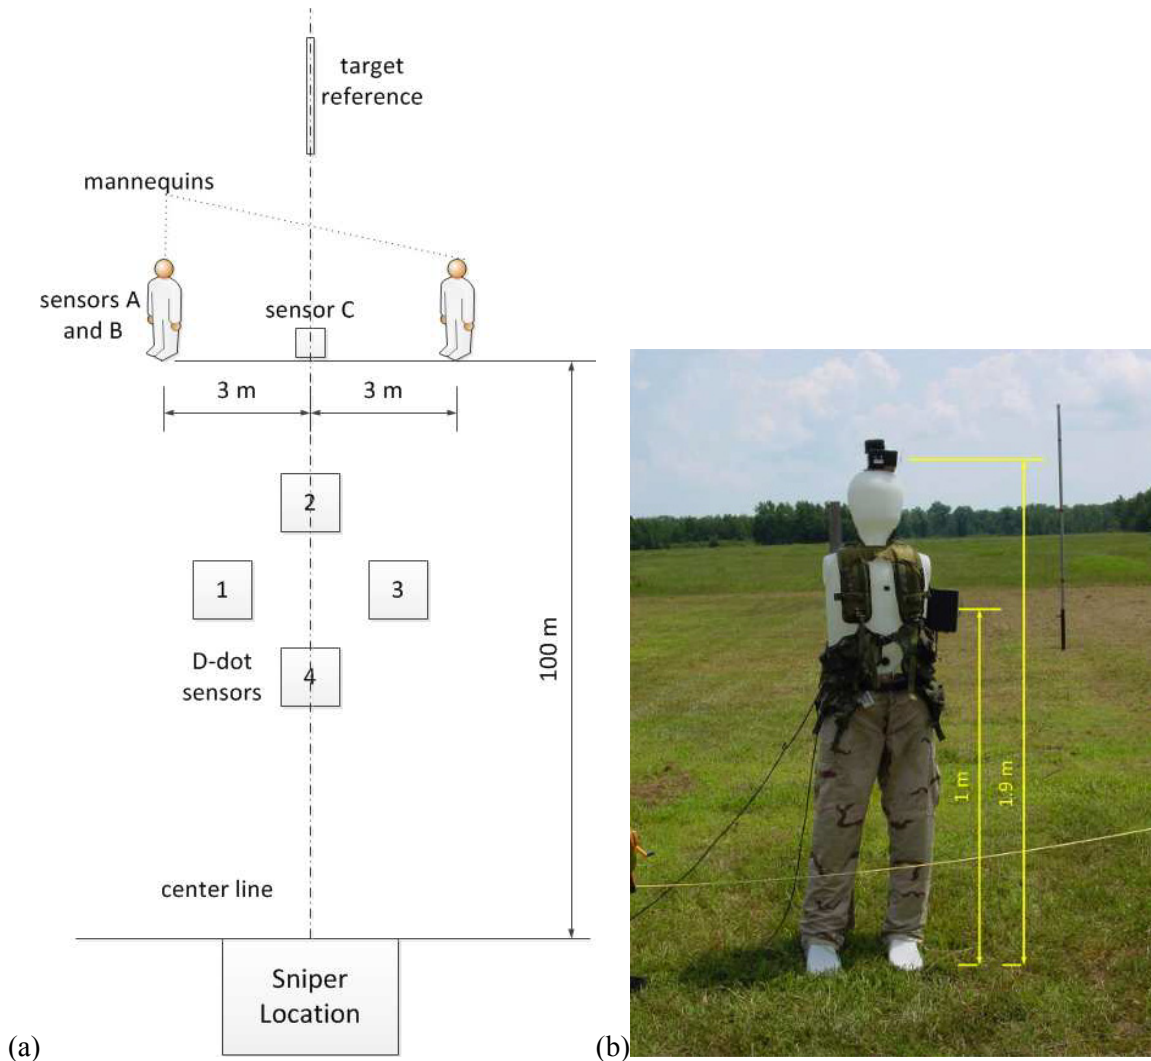 target
reference
mannequins
sensors A
and B
sensor C
3 m
3 m
2
1
3
D-dot
sensors
4
100 m
center line
Sniper
Location
(a)
1 m
1.9 m
(b)